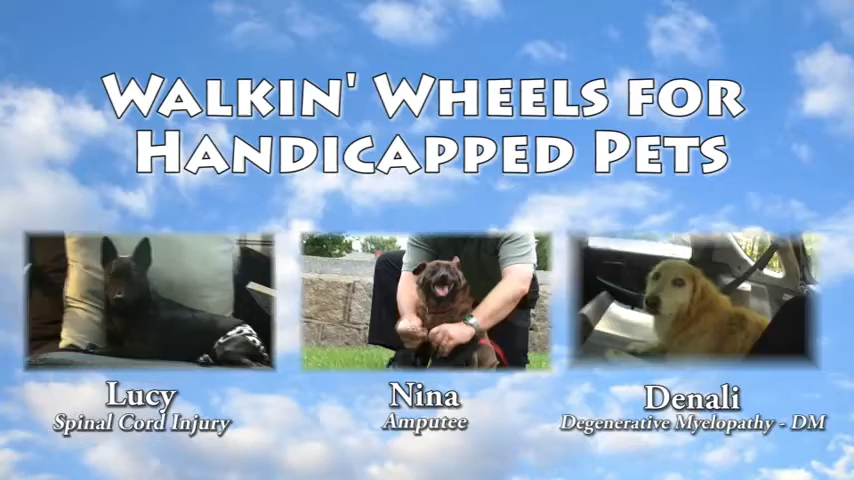 WALKIN' WHEELS FOR
HANDICAPPED PETS
Lucy
Spinal Cord Injury
Nina
Amputee
Denali
Degenerative Myelopathy - DM